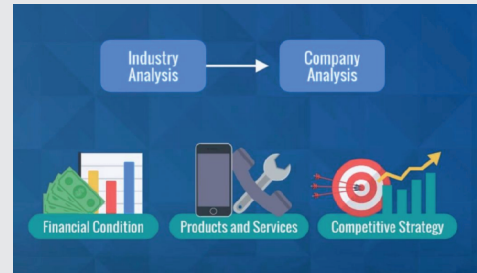 Industry
Analysis
Company
Analysis
Financial Condition
Products and Services
Competitive Strategy